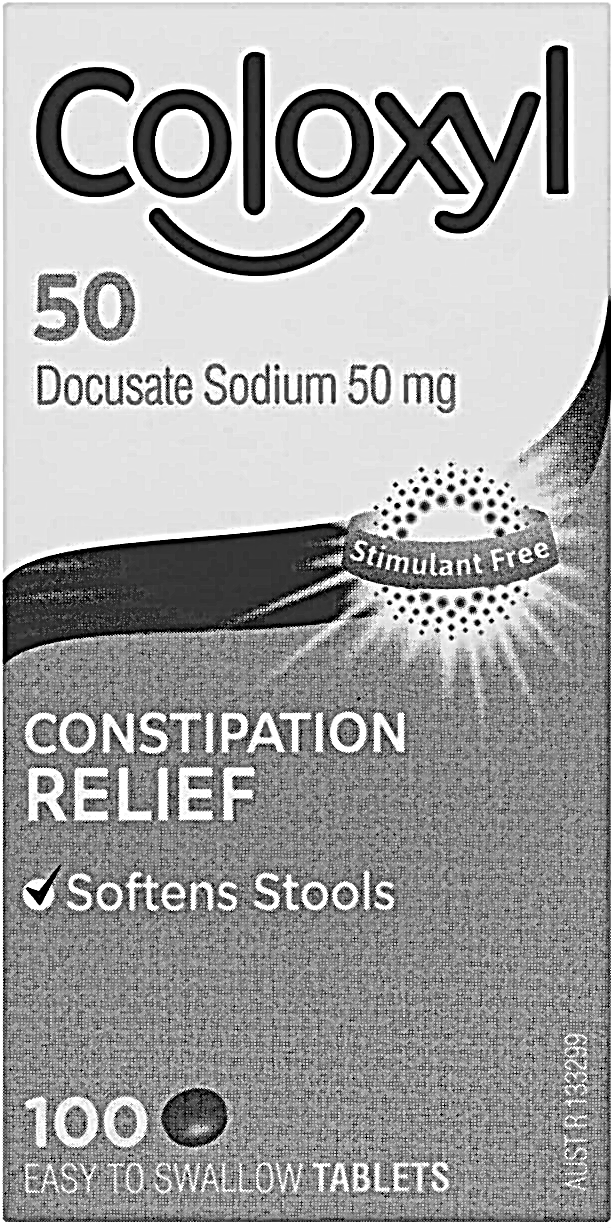 Coloxyl
50
Docusate Sodium 50 mg
Stimulant Free
CONSTIPATION
RELIEF
Softens Stools
100
EASY TO SWALLOW TABLETS
AUST R 133299